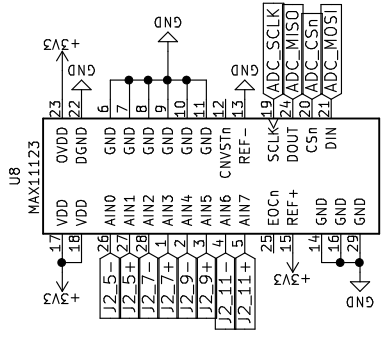 U8
MAX11123
+3V3
GND
GND
GND
ADC_SCLK
ADC_MISO
ADC_CSn
ADC_MOSI
23
22
6
7
8
9
10
11
12
13
19
24
20
21
OVDD
DGND
GND
GND
GND
GND
GND
GND
CNVSTn
REF-
SCLK
DOUT
CSn
DIN
VDD
VDD
AIN0
AIN1
AIN2
AIN3
AIN4
AIN5
AIN6
AIN7
EOCn
REF+
GND
GND
GND
17
18
26
27
28
1
2
3
4
5
25
15
14
16
29
+3V3
J2_5-
J2_5+
J2_7-
J2_7+
J2_9-
J2_9+
J2_11-
J2_11+
+3V3
GND